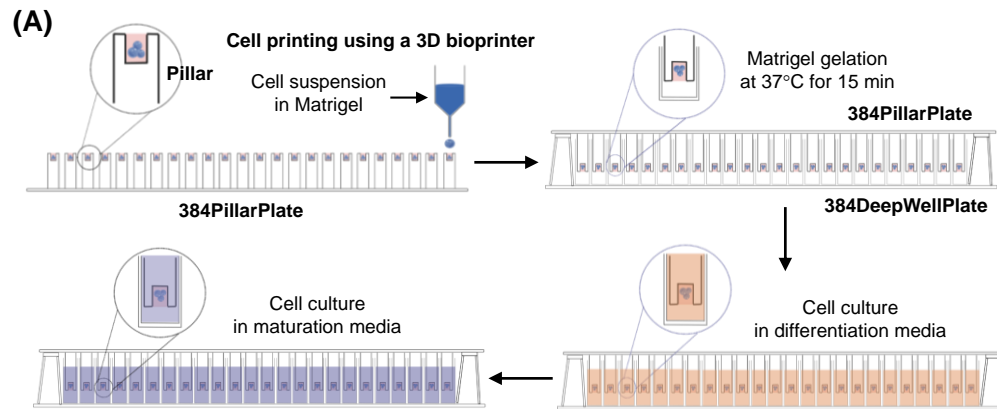 (A)
Cell printing using a 3D bioprinter
Pillar
Cell suspension
in Matrigel
384PillarPlate
Matrigel gelation
at 37°C for 15 min
384PillarPlate
384DeepWellPlate
Cell culture
in differentiation media
Cell culture
in maturation media